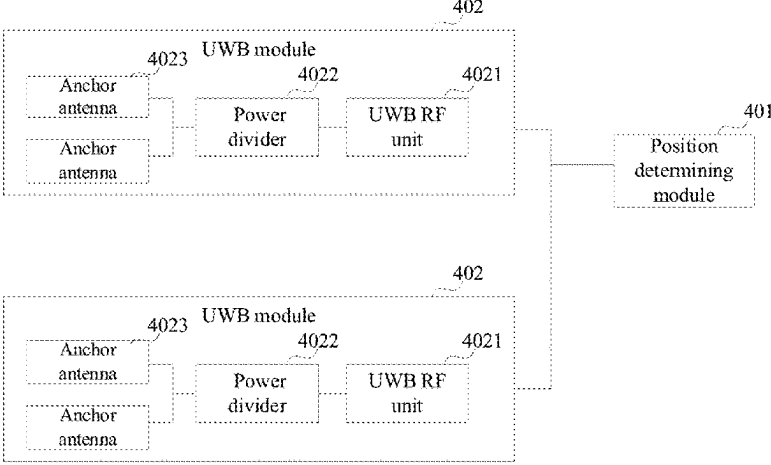 402
UWB module
4023
Anchor
antenna
4022
Power
divider
4021
UWB RF
unit
Anchor
antenna
401
Position
determining
module
402
UWB module
4023
Anchor
antenna
4022
Power
divider
4021
UWB RF
unit
Anchor
antenna